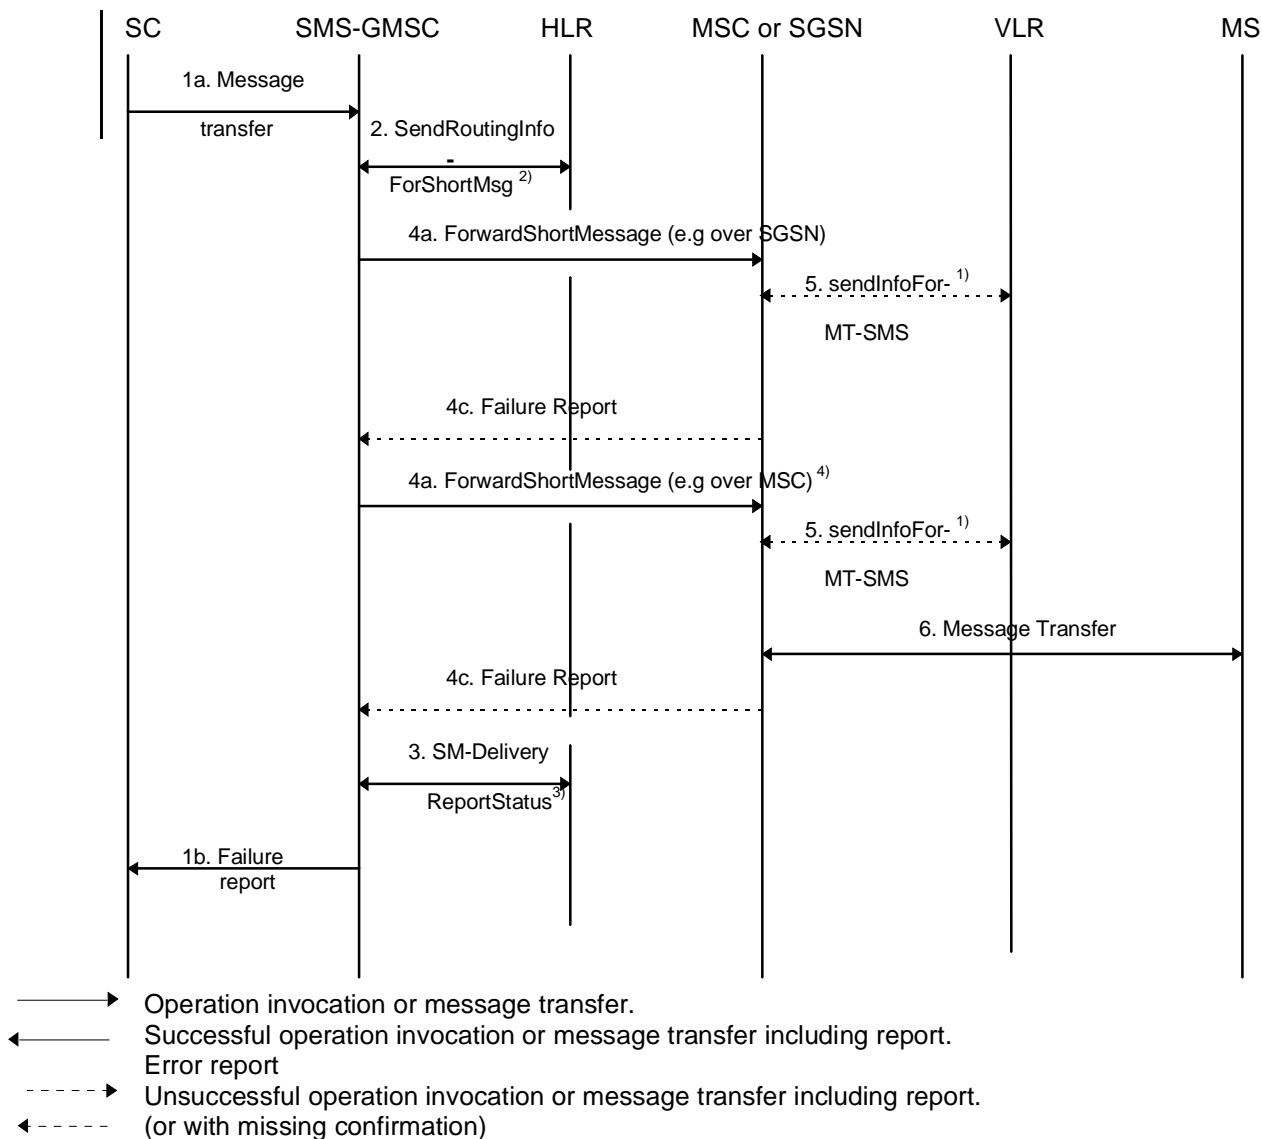 SC SMS-GMSC HLR MSC or SGSN VLR MS
1a. Message
transfer
2. SendRoutingInfo
-
ForShortMsg 2)
4a. ForwardShortMessage (e.g over SGSN)
5. sendInfoFor- 1)
MT-SMS
4c. Failure Report
4a. ForwardShortMessage (e.g over MSC) 4)
5. sendInfoFor- 1)
MT-SMS
6. Message Transfer
4c. Failure Report
3. SM-Delivery
ReportStatus3)
1b. Failure
report
Operation invocation or message transfer.
Successful operation invocation or message transfer including report.
Error report
Unsuccessful operation invocation or message transfer including report.
(or with missing confirmation)